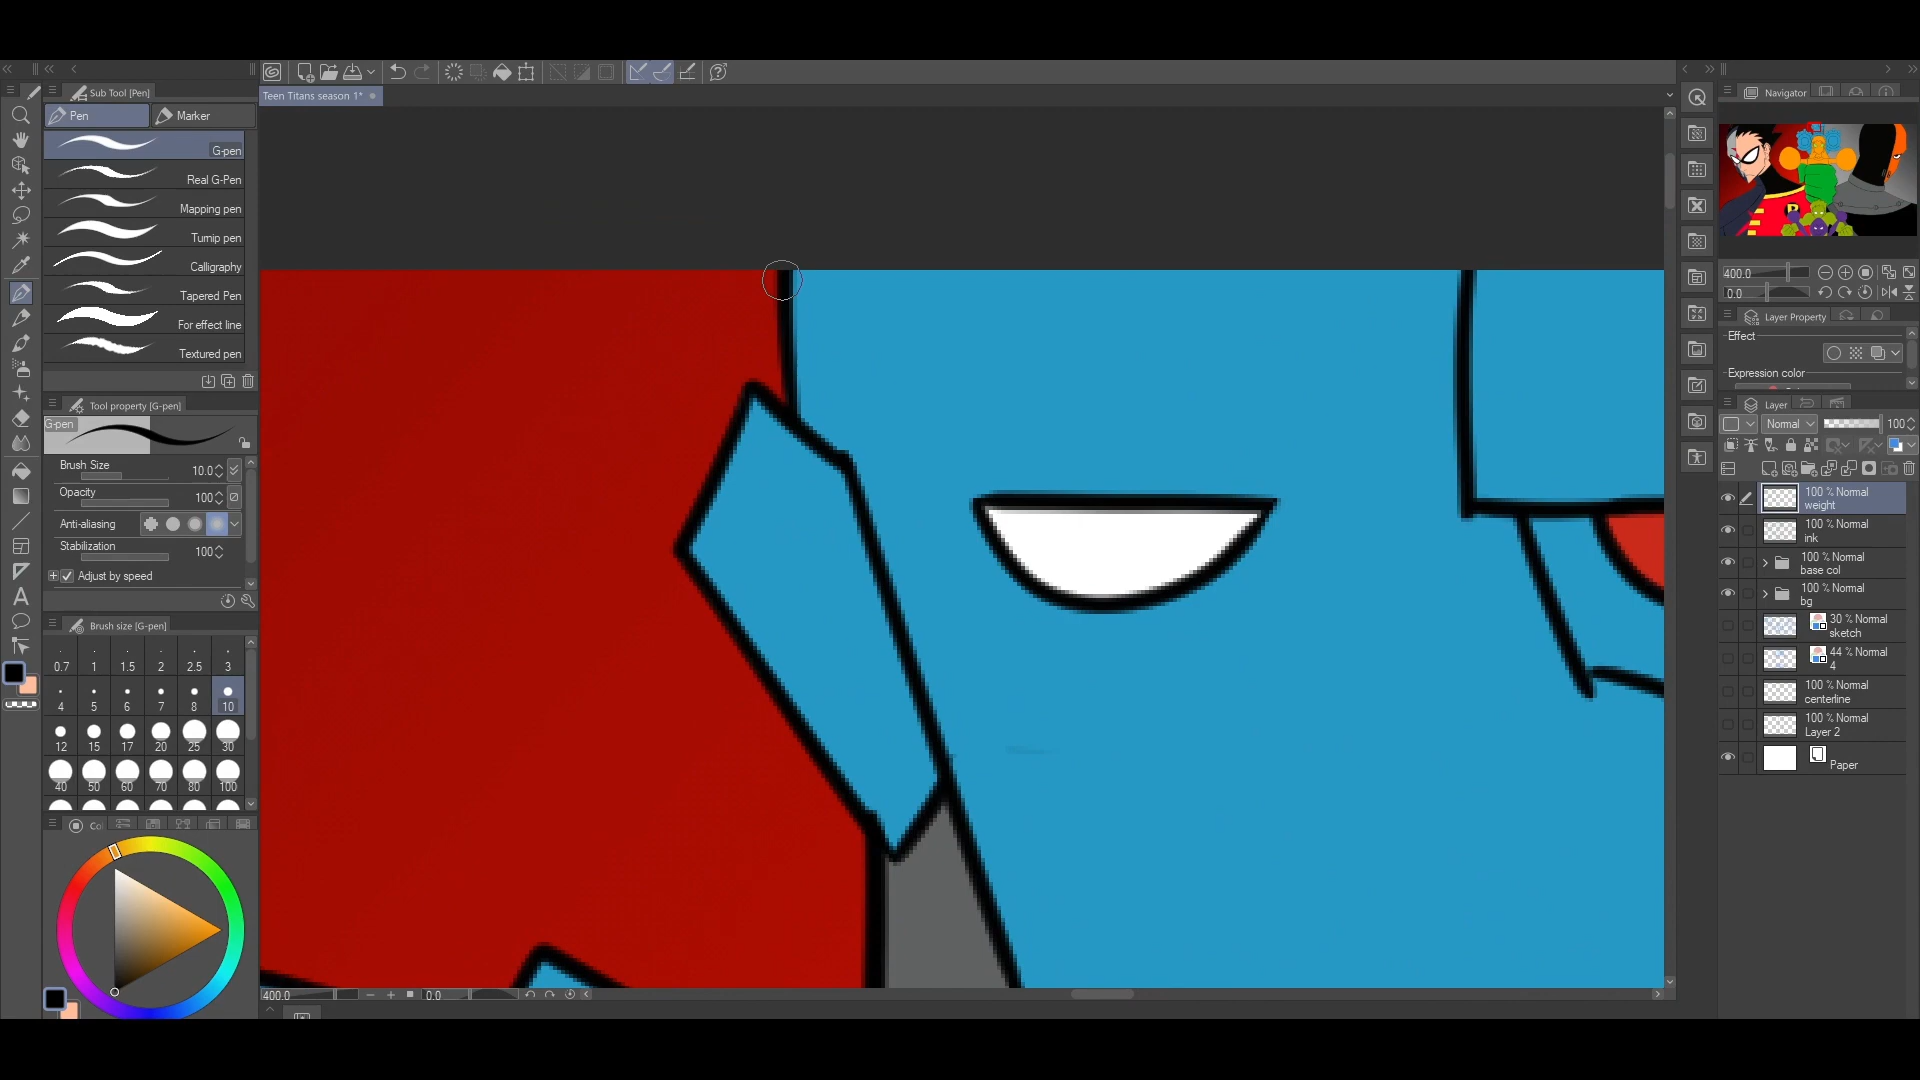 Sub Tool [Pen]
Pen
Marker
G-pen
Real G-Pen
Mapping pen
Turnip pen
Calligraphy
Tapered Pen
For effect line
Textured pen
Tool property [G-pen]
G-pen
Brush Size 10.0
Opacity 100
Anti-aliasing
Stabilization 100
Adjust by speed
Brush size [G-pen]
0.7 1 1.5 2 2.5 3
4 5 6 7 8 10
12 15 17 20 25 30
40 50 60 70 80 100
Co
Teen Titans season 1*
400.0 0.0
Navigator
R
400.0
0.0
Layer Property
Effect
Expression color
Layer
Normal 100
100 % Normal
weight
100 % Normal
ink
100 % Normal
base col
100 % Normal
bg
30 % Normal
sketch
44 % Normal
4
100 % Normal
centerline
100 % Normal
Layer 2
Paper